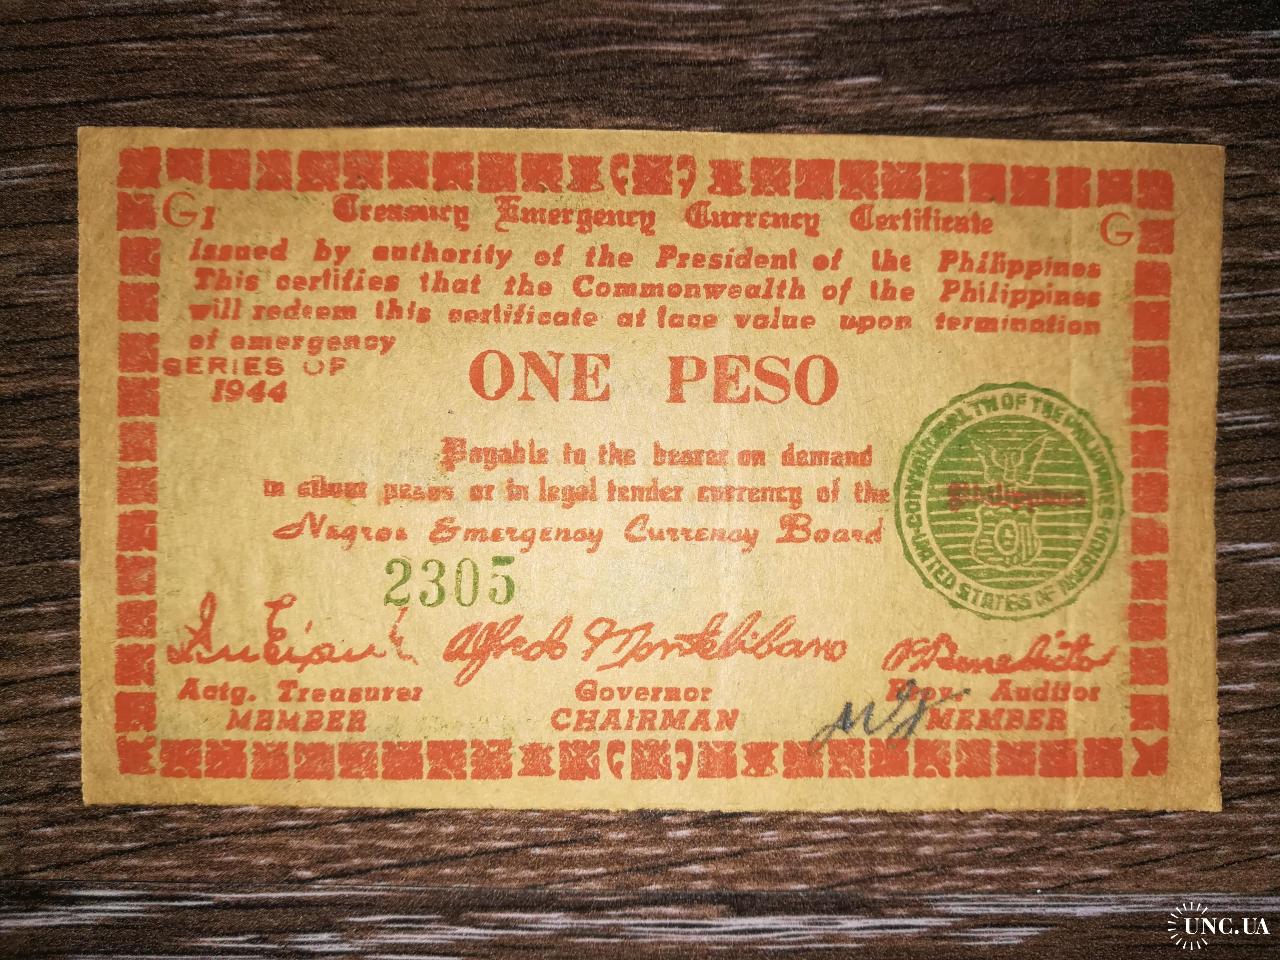 G1 Treasury Emergency Currency Certificate G
Issued by authority of the President of the Philippines
This certifies that the Commonwealth of the Philippines
will redeem this certificate at face value upon termination
of emergency
SERIES OF
1944
ONE PESO
Payable to the bearer on demand
in silver pesos or in legal tender currency of the Philippines
Negros Emergency Currency Board
COMMONWEALTH OF THE PHILIPPINES
UNITED STATES OF AMERICA
G
2305
Alfredo Montelibano
Actg. Treasurer Governor Prov. Auditor
MEMBER CHAIRMAN MEMBER
UNC.UA